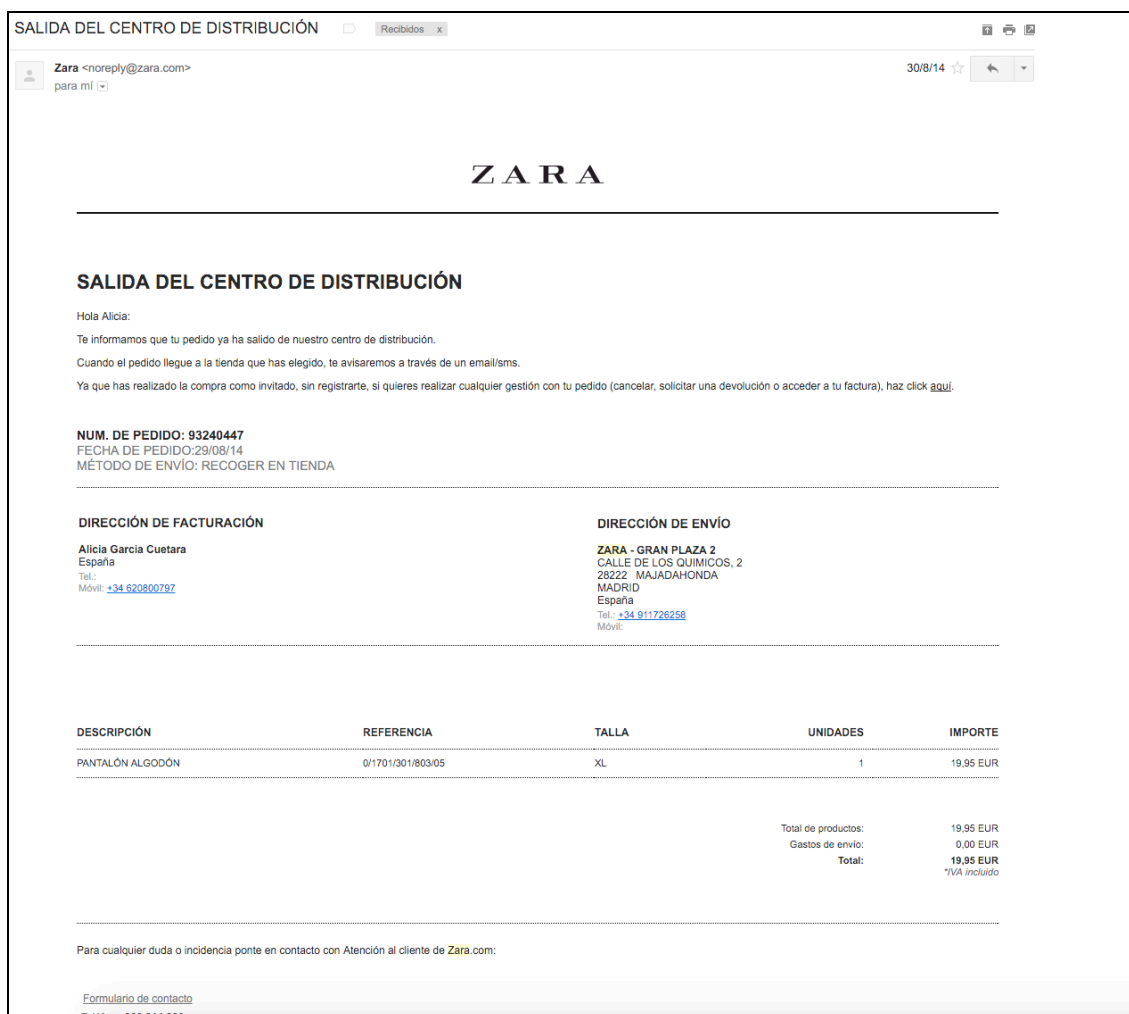 SALIDA DEL CENTRO DE DISTRIBUCIÓN Recibidos x
Zara <noreply@zara.com> 30/8/14
para mí
ZARA
SALIDA DEL CENTRO DE DISTRIBUCIÓN
Hola Alicia:
Te informamos que tu pedido ya ha salido de nuestro centro de distribución.
Cuando el pedido llegue a la tienda que has elegido, te avisaremos a través de un email/sms.
Ya que has realizado la compra como invitado, sin registrarte, si quieres realizar cualquier gestión con tu pedido (cancelar, solicitar una devolución o acceder a tu factura), haz click aquí.
NUM. DE PEDIDO: 93240447
FECHA DE PEDIDO:29/08/14
MÉTODO DE ENVÍO: RECOGER EN TIENDA
DIRECCIÓN DE FACTURACIÓN
Alicia Garcia Cuetara
España
Tel.:
Móvil: +34 620800797
DIRECCIÓN DE ENVÍO
ZARA - GRAN PLAZA 2
CALLE DE LOS QUIMICOS, 2
28222 MAJADAHONDA
MADRID
España
Tel.: +34 911726258
Móvil:
DESCRIPCIÓN REFERENCIA TALLA UNIDADES IMPORTE
PANTALÓN ALGODÓN 0/1701/301/803/05 XL 1 19,95 EUR
Total de productos: 19,95 EUR
Gastos de envío: 0,00 EUR
Total: 19,95 EUR
*IVA incluido
Para cualquier duda o incidencia ponte en contacto con Atención al cliente de Zara.com:
Formulario de contacto